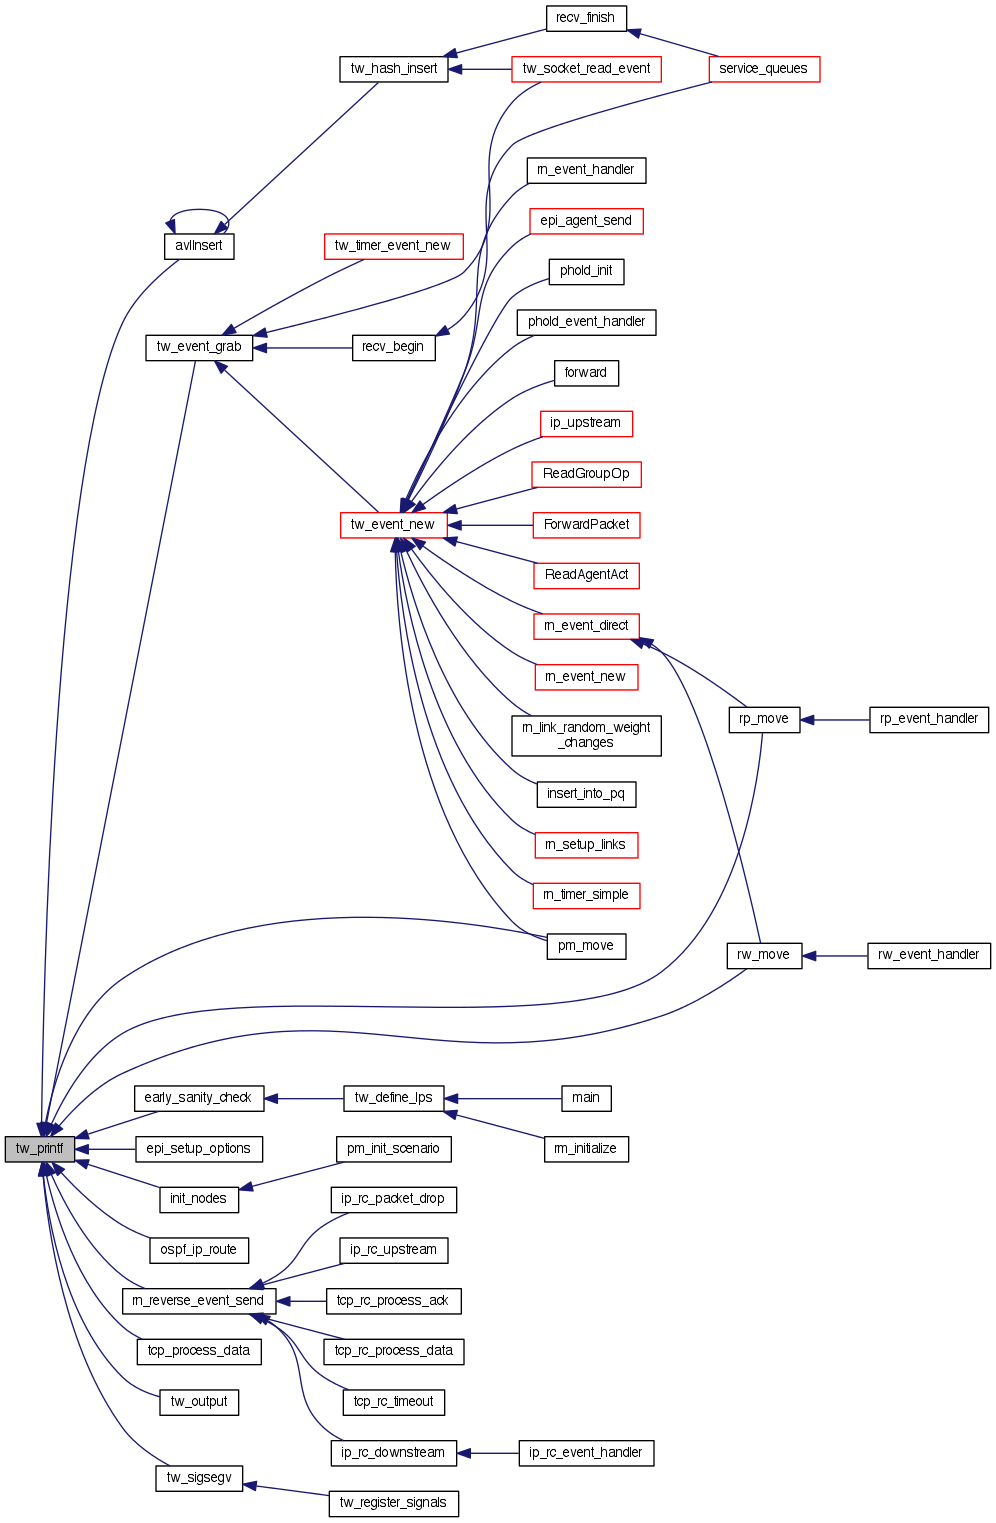 recv_finish
tw_hash_insert
tw_socket_read_event
service_queues
rn_event_handler
epi_agent_send
avlInsert
tw_timer_event_new
phold_init
phold_event_handler
tw_event_grab
recv_begin
forward
ip_upstream
ReadGroupOp
tw_event_new
ForwardPacket
ReadAgentAct
rn_event_direct
rn_event_new
rp_move
rp_event_handler
rn_link_random_weight
_changes
insert_into_pq
rn_setup_links
rn_timer_simple
pm_move
rw_move
rw_event_handler
early_sanity_check
tw_define_lps
main
tw_printf
epi_setup_options
pm_init_scenario
rm_initialize
init_nodes
ip_rc_packet_drop
ospf_ip_route
ip_rc_upstream
rn_reverse_event_send
tcp_rc_process_ack
tcp_process_data
tcp_rc_process_data
tw_output
tcp_rc_timeout
ip_rc_downstream
ip_rc_event_handler
tw_sigsegv
tw_register_signals